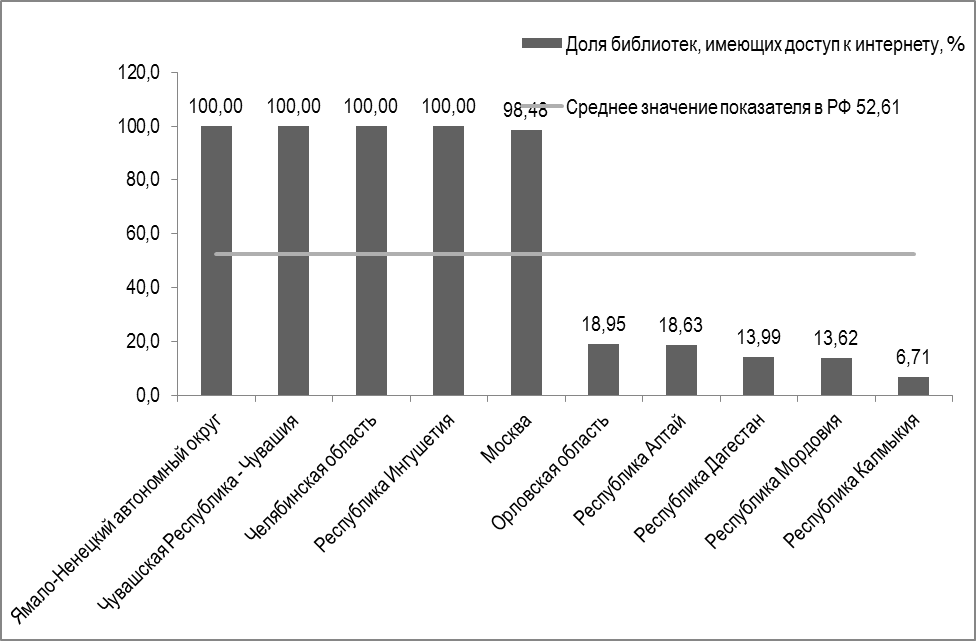 Доля библиотек, имеющих доступ к интернету, %
Среднее значение показателя в РФ 52,61
120,0
100,0
80,0
60,0
40,0
20,0
0,0
100,00
100,00
100,00
100,00
98,48
18,95
18,63
13,99
13,62
6,71
Ямало-Ненецкий автономный округ
Чувашская Республика - Чувашия
Челябинская область
Республика Ингушетия
Москва
Орловская область
Республика Алтай
Республика Дагестан
Республика Мордовия
Республика Калмыкия